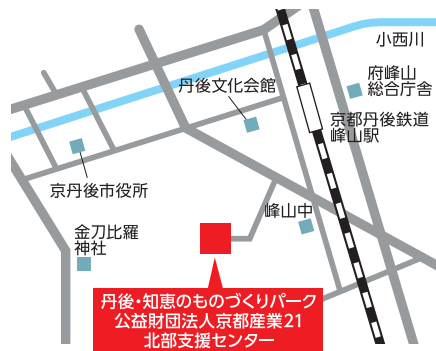 小西川
府峰山
総合庁舎
丹後文化会館
京都丹後鉄道
峰山駅
京丹後市役所
峰山中
金刀比羅
神社
丹後・知恵のものづくりパーク
公益財団法人京都産業21
北部支援センター